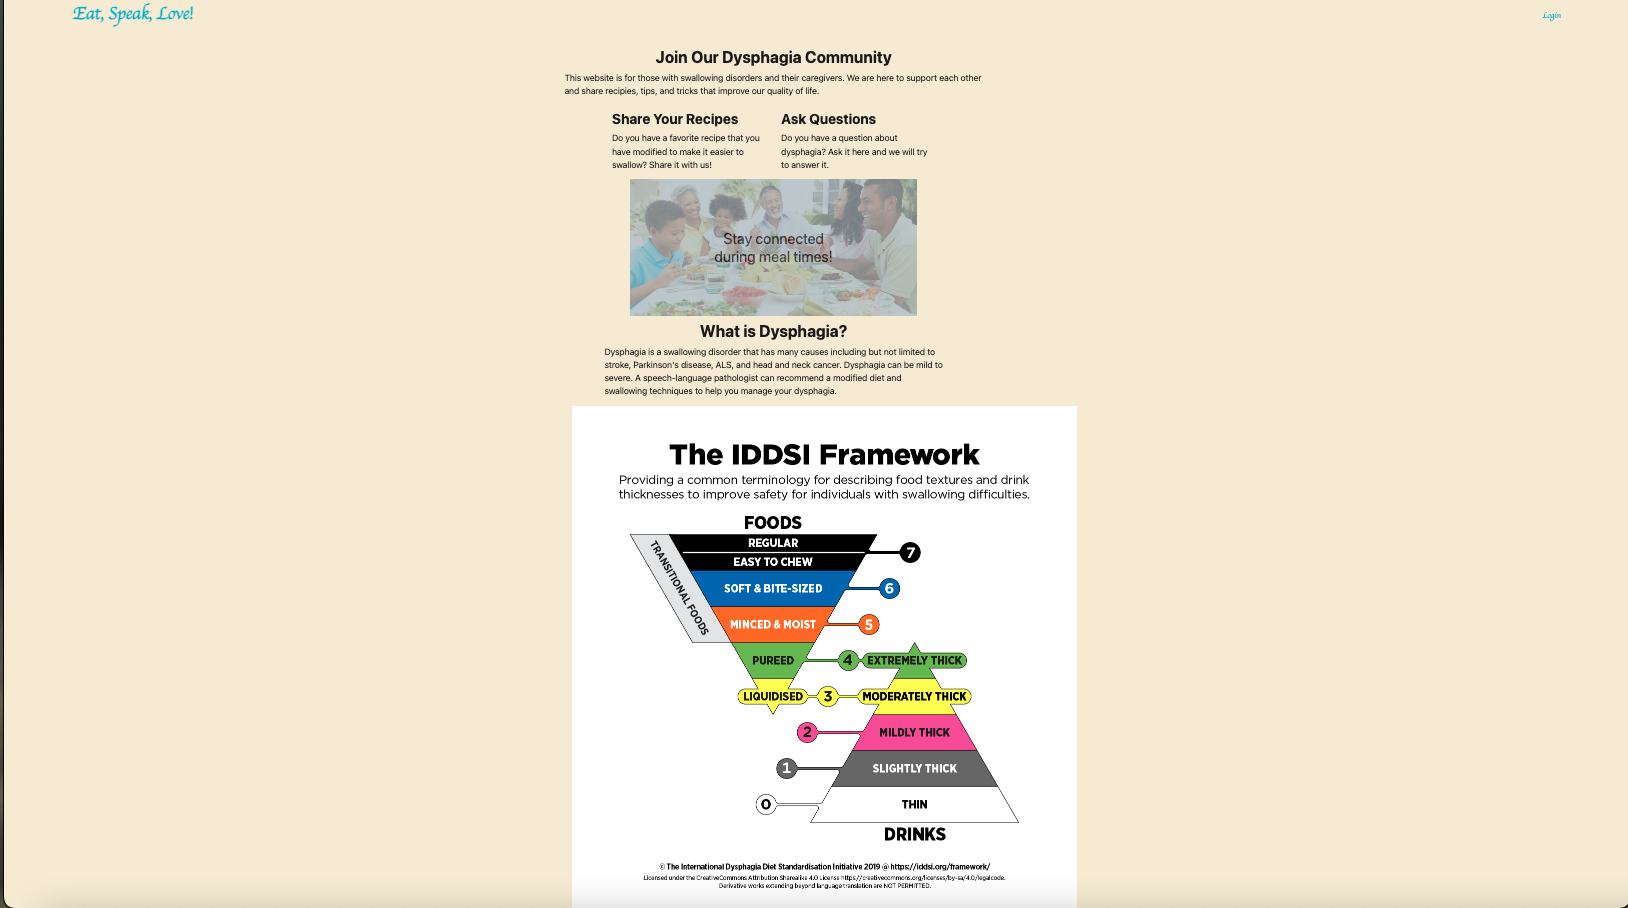 Eat, Speak, Love!
Login
Join Our Dysphagia Community
This website is for those with swallowing disorders and their caregivers. We are here to support each other
and share recipies, tips, and tricks that improve our quality of life.
Share Your Recipes
Do you have a favorite recipe that you
have modified to make it easier to
swallow? Share it with us!
Ask Questions
Do you have a question about
dysphagia? Ask it here and we will try
to answer it.
Stay connected
during meal times!
What is Dysphagia?
Dysphagia is a swallowing disorder that has many causes including but not limited to
stroke, Parkinson's disease, ALS, and head and neck cancer. Dysphagia can be mild to
severe. A speech-language pathologist can recommend a modified diet and
swallowing techniques to help you manage your dysphagia.
The IDDSI Framework
Providing a common terminology for describing food textures and drink
thicknesses to improve safety for individuals with swallowing difficulties.
FOODS
TRANSITIONAL FOODS
REGULAR
7
EASY TO CHEW
SOFT & BITE-SIZED 6
MINCED & MOIST 5
PUREED 4 EXTREMELY THICK
LIQUIDISED 3 MODERATELY THICK
2 MILDLY THICK
1 SLIGHTLY THICK
0 THIN
DRINKS
© The International Dysphagia Diet Standardisation Initiative 2019 @ https://iddsi.org/framework/
Licensed under the CreativeCommons Attribution Sharealike 4.0 License https://creativecommons.org/licenses/by-sa/4.0/legalcode.
Derivative works extending beyond language translation are NOT PERMITTED.